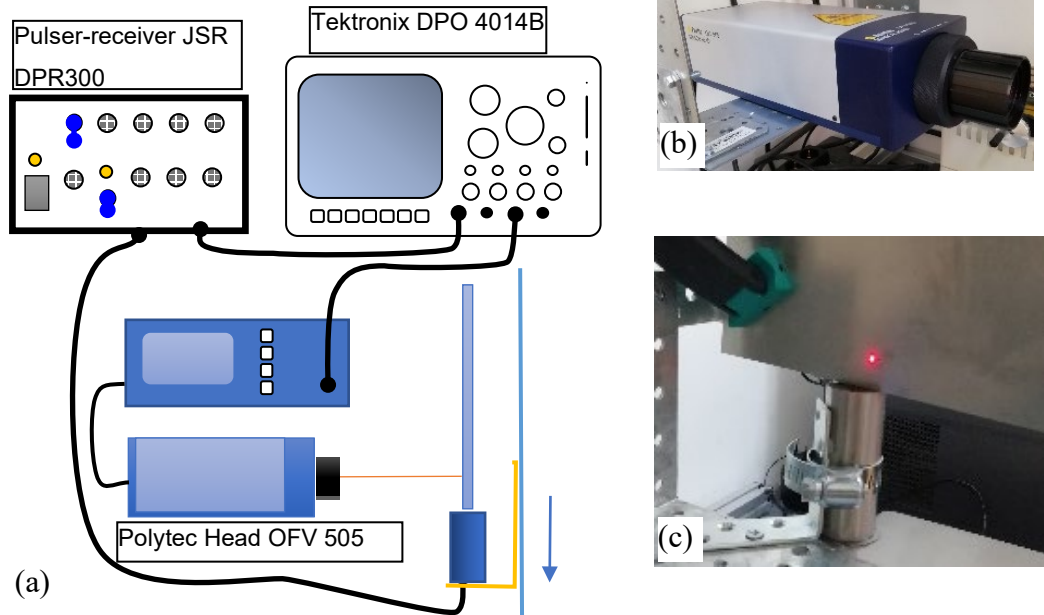 Pulser-receiver JSR
DPR300
Tektronix DPO 4014B
Polytec Head OFV 505
(a)
(b)
(c)